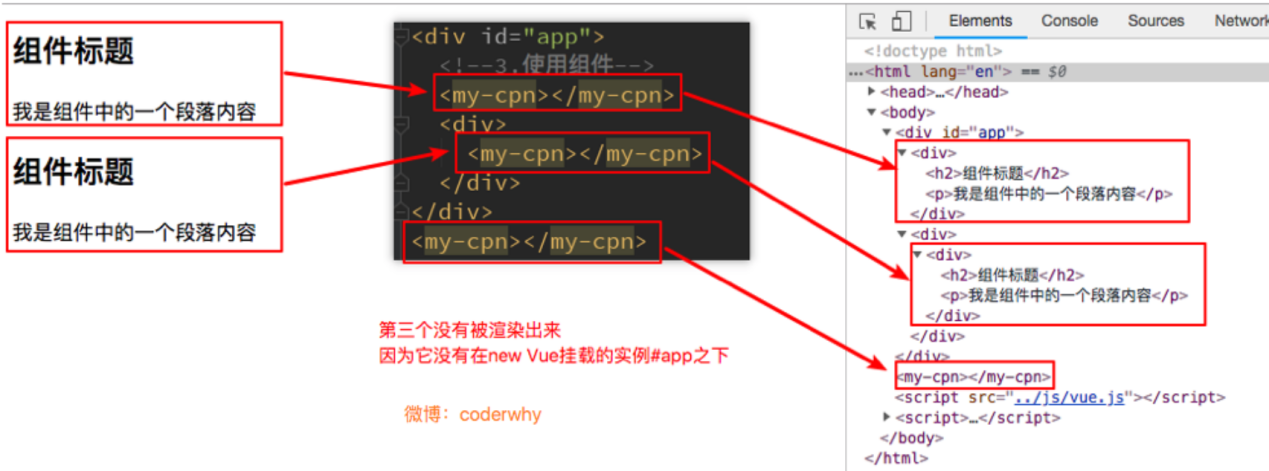 组件标题
我是组件中的一个段落内容
组件标题
我是组件中的一个段落内容
<div id="app">
<!--3.使用组件-->
<my-cpn></my-cpn>
<div>
<my-cpn></my-cpn>
</div>
</div>
<my-cpn></my-cpn>
第三个没有被渲染出来
因为它没有在new Vue挂载的实例#app之下
微博：coderwhy
Elements Console Sources Network
<!doctype html>
...<html lang="en"> == $0
<head>…</head>
<body>
<div id="app">
<div>
<h2>组件标题</h2>
<p>我是组件中的一个段落内容</p>
</div>
<div>
<div>
<h2>组件标题</h2>
<p>我是组件中的一个段落内容</p>
</div>
</div>
</div>
<my-cpn></my-cpn>
<script src="../js/vue.js"></script>
<script>…</script>
</body>
</html>